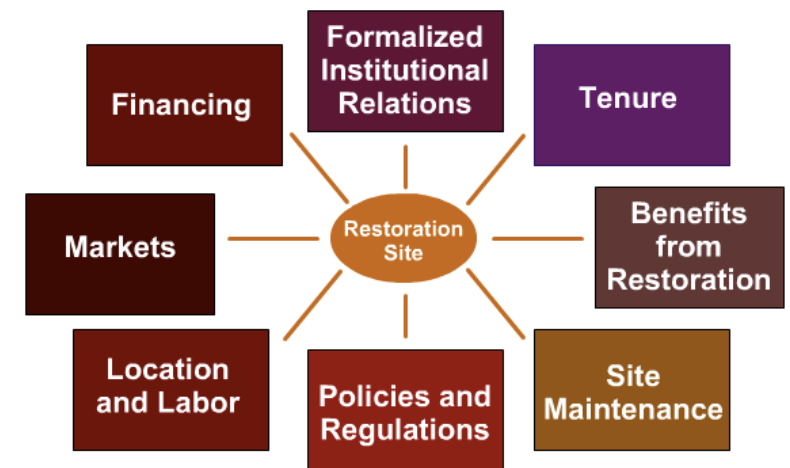 Formalized
Institutional
Relations
Financing
Tenure
Markets
Restoration
Site
Benefits
from
Restoration
Location
and Labor
Policies and
Regulations
Site
Maintenance